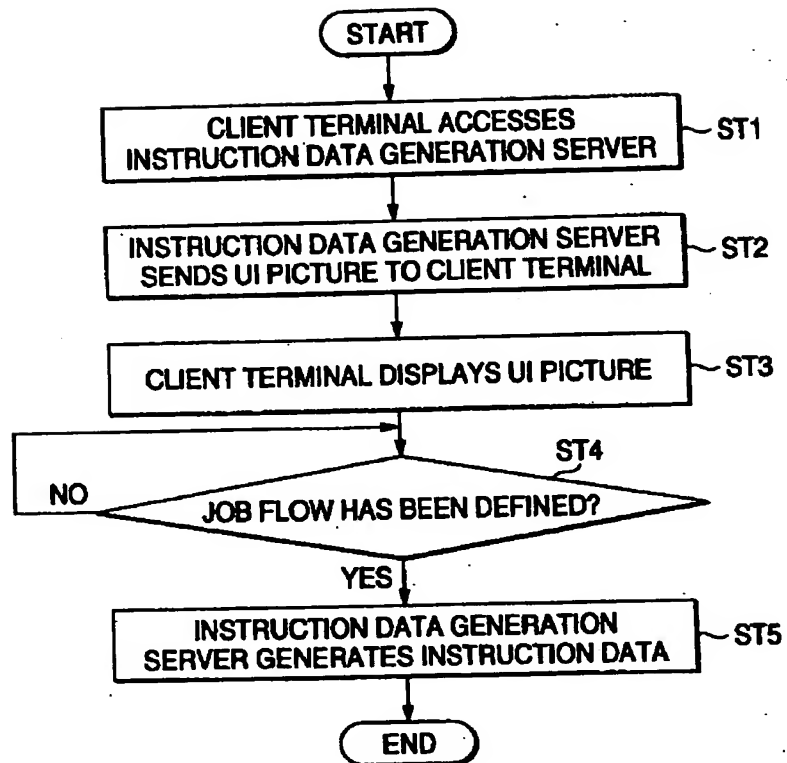 START
CLIENT TERMINAL ACCESSES
INSTRUCTION DATA GENERATION SERVER
ST1
INSTRUCTION DATA GENERATION SERVER
SENDS UI PICTURE TO CLIENT TERMINAL
ST2
CLIENT TERMINAL DISPLAYS UI PICTURE
ST3
ST4
NO
JOB FLOW HAS BEEN DEFINED?
YES
INSTRUCTION DATA GENERATION
SERVER GENERATES INSTRUCTION DATA
ST5
END